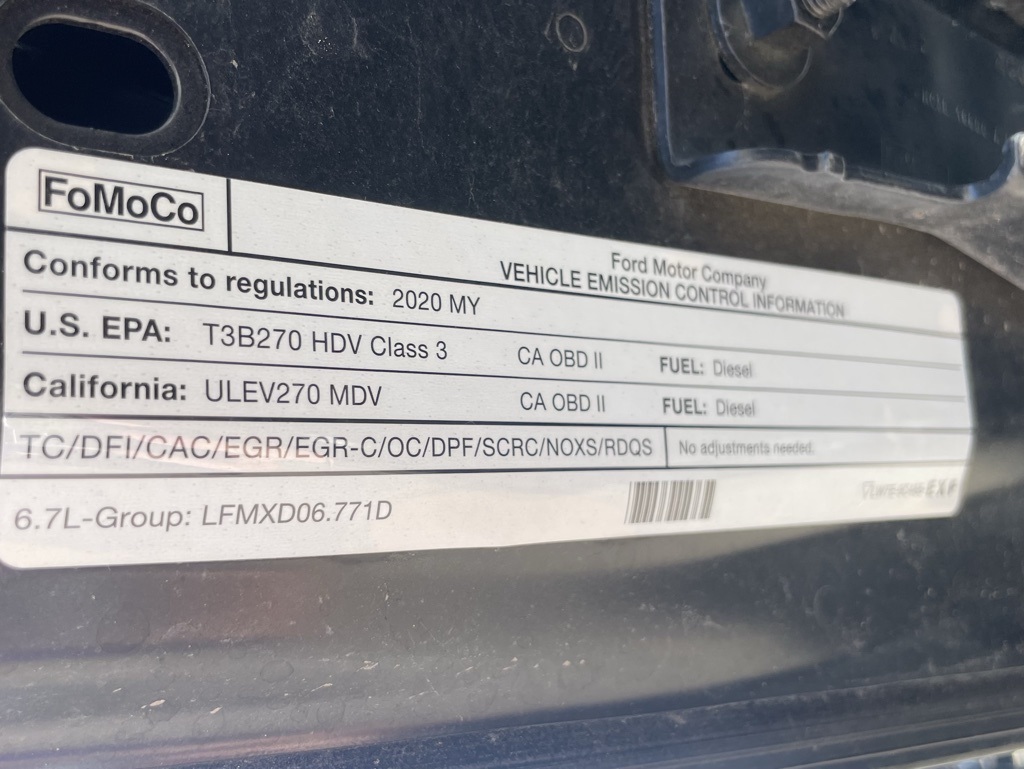 FoMoCo
Ford Motor Company
VEHICLE EMISSION CONTROL INFORMATION
Conforms to regulations: 2020 MY
U.S. EPA: T3B270 HDV Class 3 CA OBD II FUEL: Diesel
California: ULEV270 MDV CA OBD II FUEL: Diesel
TC/DFI/CAC/EGR/EGR-C/OC/DPF/SCRC/NOXS/RDQS No adjustments needed.
6.7L-Group: LFMXD06.771D